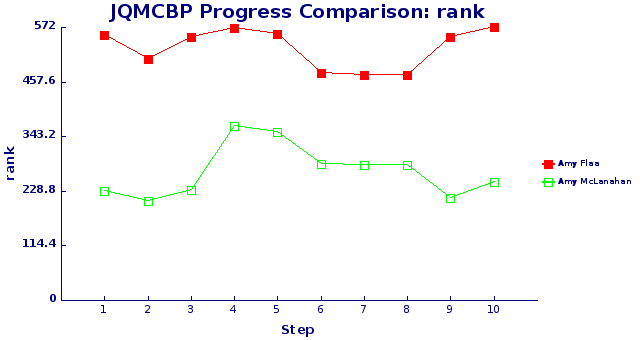 JQMCBP Progress Comparison: rank
572
457.6
343.2
228.8
114.4
0
rank
1 2 3 4 5 6 7 8 9 10
Step
Amy Flaa
Amy McLanahan